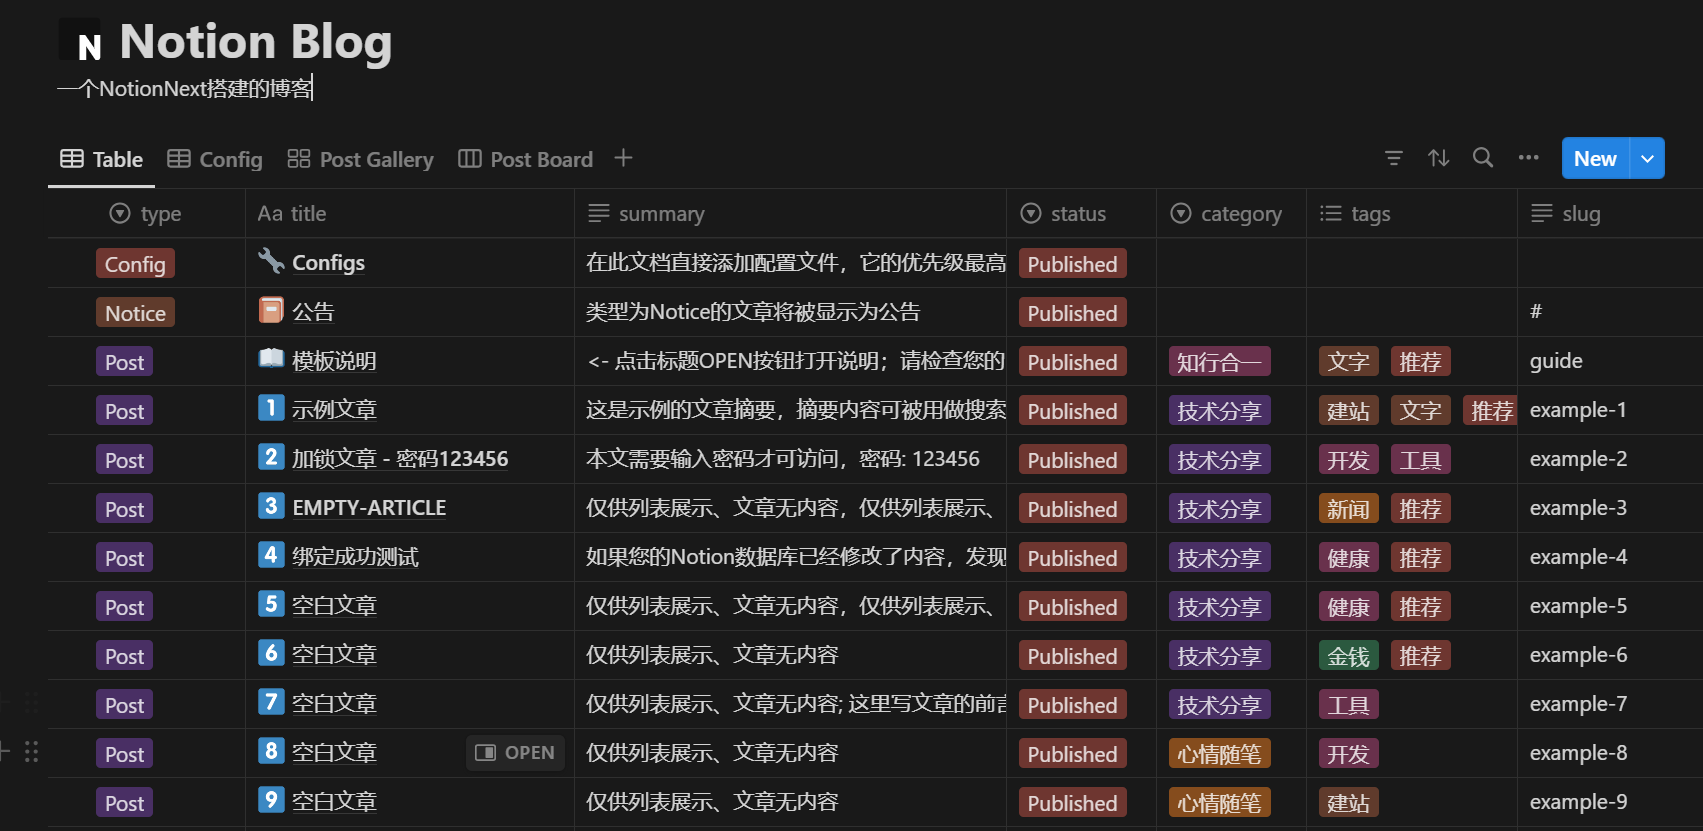 N Notion Blog
一个NotionNext搭建的博客
Table Config Post Gallery Post Board New
type Aa title summary status category tags slug
Config Configs 在此文档直接添加配置文件，它的优先级最高 Published
Notice 公告 类型为Notice的文章将被显示为公告 Published #
Post 模板说明 <- 点击标题OPEN按钮打开说明；请检查您的 Published 知行合一 文字 推荐 guide
Post 1 示例文章 这是示例的文章摘要，摘要内容可被用做搜索 Published 技术分享 建站 文字 推荐 example-1
Post 2 加锁文章 - 密码123456 本文需要输入密码才可访问，密码: 123456 Published 技术分享 开发 工具 example-2
Post 3 EMPTY-ARTICLE 仅供列表展示、文章无内容，仅供列表展示、 Published 技术分享 新闻 推荐 example-3
Post 4 绑定成功测试 如果您的Notion数据库已经修改了内容，发现 Published 技术分享 健康 推荐 example-4
Post 5 空白文章 仅供列表展示、文章无内容，仅供列表展示、 Published 技术分享 健康 推荐 example-5
Post 6 空白文章 仅供列表展示、文章无内容 Published 技术分享 金钱 推荐 example-6
Post 7 空白文章 仅供列表展示、文章无内容; 这里写文章的前言 Published 技术分享 工具 example-7
Post 8 空白文章 OPEN 仅供列表展示、文章无内容 Published 心情随笔 开发 example-8
Post 9 空白文章 仅供列表展示、文章无内容 Published 心情随笔 建站 example-9